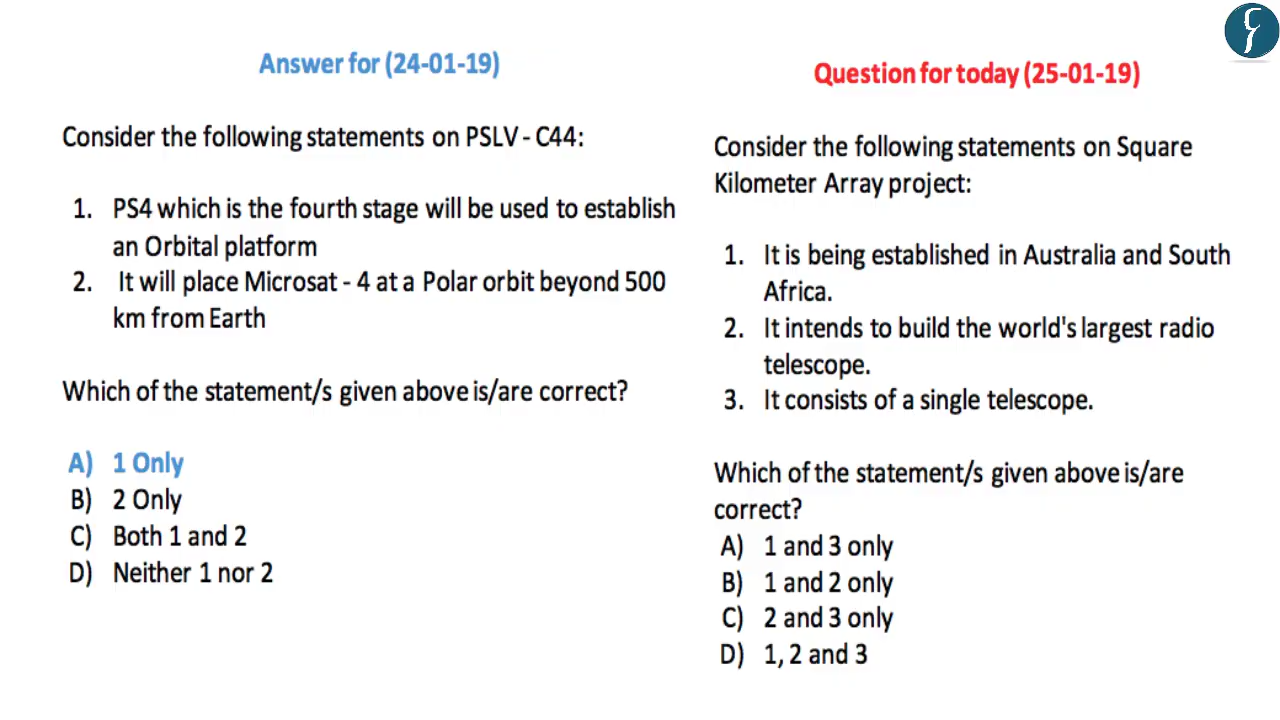 Answer for (24-01-19)
Consider the following statements on PSLV - C44:
1. PS4 which is the fourth stage will be used to establish
an Orbital platform
2. It will place Microsat - 4 at a Polar orbit beyond 500
km from Earth
Which of the statement/s given above is/are correct?
A) 1 Only
B) 2 Only
C) Both 1 and 2
D) Neither 1 nor 2
Question for today (25-01-19)
Consider the following statements on Square
Kilometer Array project:
1. It is being established in Australia and South
Africa.
2. It intends to build the world's largest radio
telescope.
3. It consists of a single telescope.
Which of the statement/s given above is/are
correct?
A) 1 and 3 only
B) 1 and 2 only
C) 2 and 3 only
D) 1, 2 and 3